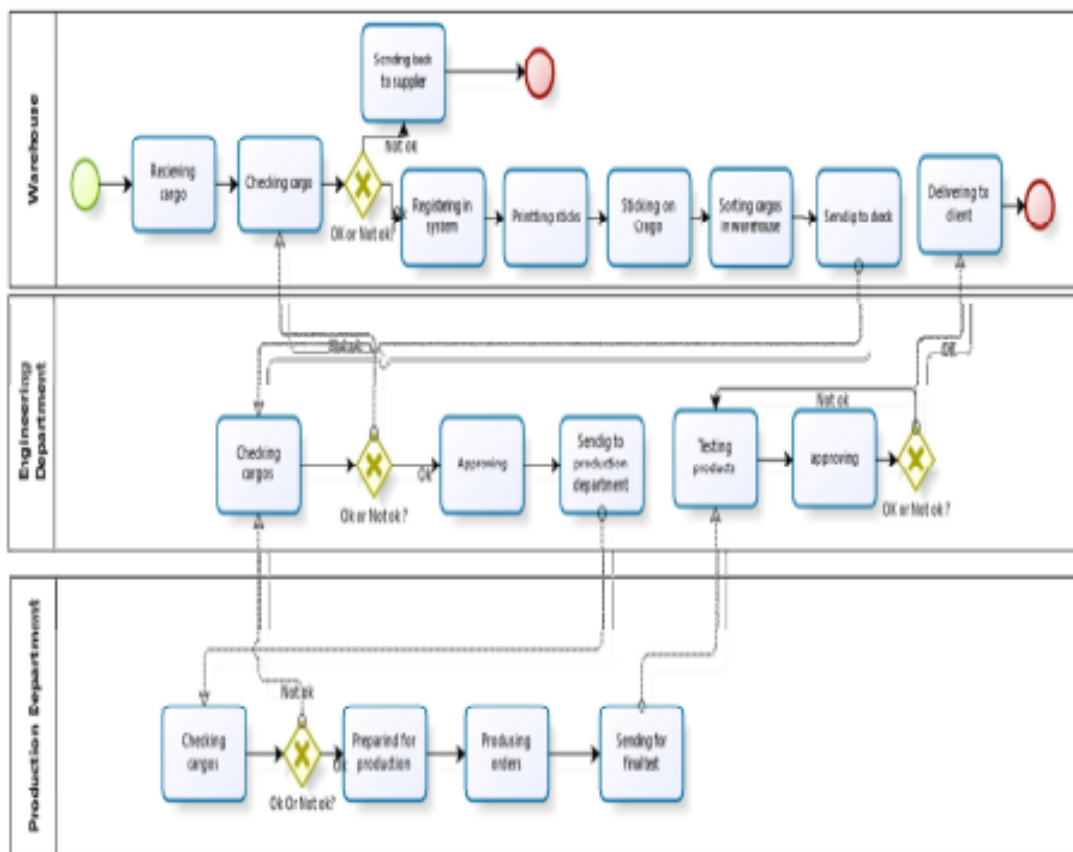 Warehouse
Sending back
to supplier
Not ok
Recieving
cargo
Checking cargo
OK or Not ok?
Ok
Registering in
system
Printting sticks
Sticking on
Crago
Sorting cargos
in warehouse
Sendig to deck
Delivering to
client
Engineering
Department
Not ok
OK
Checking
cargos
Ok or Not ok ?
Ok
Approving
Sendig to
production
department
Testing
products
Not ok
approving
OK or Not ok ?
Production Department
Not ok
Checking
cargos
Ok Or Not ok?
Ok
Preparind for
production
Produsing
orders
Sending for
final test